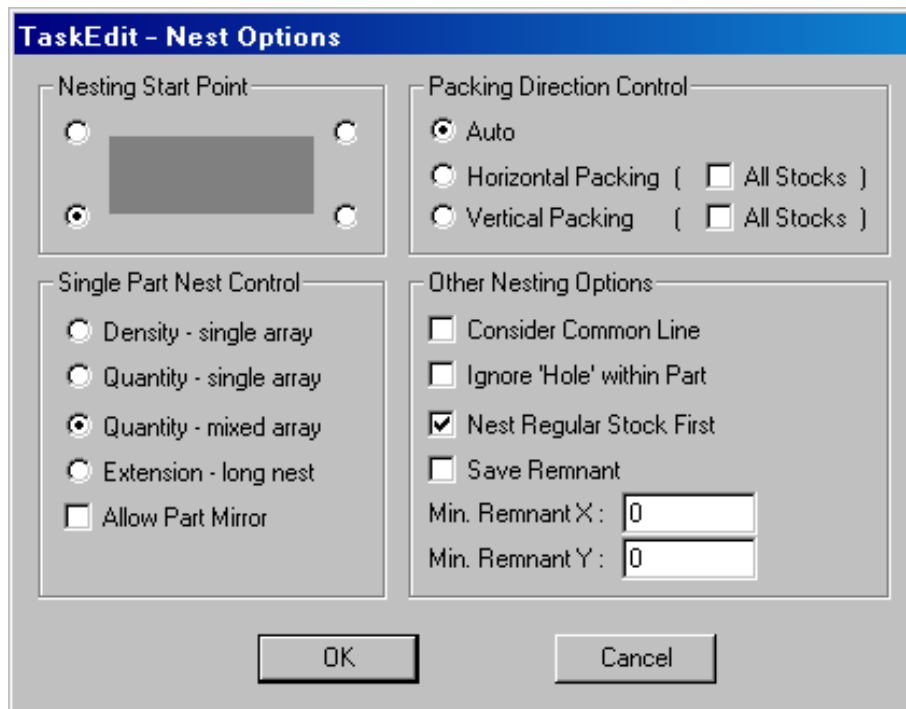 TaskEdit - Nest Options
Nesting Start Point
Packing Direction Control
Auto
Horizontal Packing ( All Stocks )
Vertical Packing ( All Stocks )
Single Part Nest Control
Density - single array
Quantity - single array
Quantity - mixed array
Extension - long nest
Allow Part Mirror
Other Nesting Options
Consider Common Line
Ignore 'Hole' within Part
Nest Regular Stock First
Save Remnant
Min. Remnant X : 0
Min. Remnant Y : 0
OK
Cancel